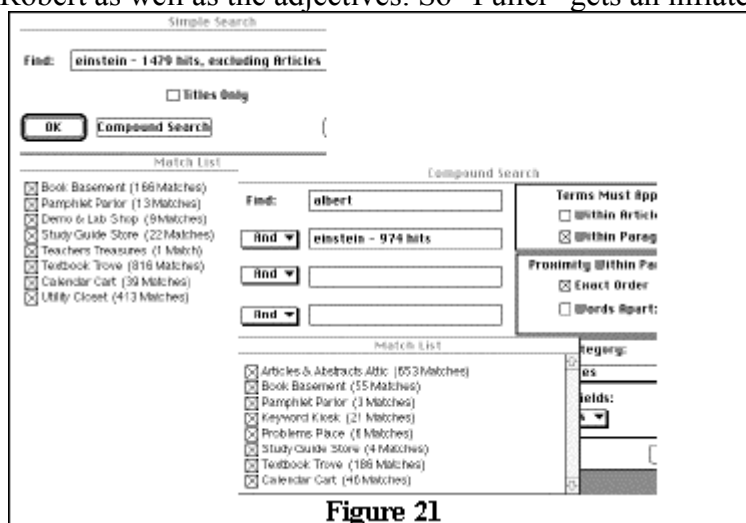 Robert as well as the adjectives. So "Fuller" gets an inflate
Simple Search
Find: einstein - 1479 hits, excluding Articles
Titles Only
OK Compound Search
Match List
Book Basement (166 Matches)
Pamphlet Parlor (13 Matches)
Demo & Lab Shop (9 Matches)
Study Guide Store (22 Matches)
Teachers Treasures (1 Match)
Textbook Trove (816 Matches)
Calendar Cart (39 Matches)
Utility Closet (413 Matches)
Compound Search
Find: albert
And einstein - 974 hits
And
And
Terms Must App
Within Articl
Within Parag
Proximity Within Pa
Exact Order
Words Apart:
Match List
Articles & Abstracts Attic (653 Matches)
Book Basement (55 Matches)
Pamphlet Parlor (3 Matches)
Keyword Kiosk (21 Matches)
Problems Place (6 Matches)
Study Guide Store (4 Matches)
Textbook Trove (186 Matches)
Calendar Cart (46 Matches)
tegory:
es
ields:
Figure 21